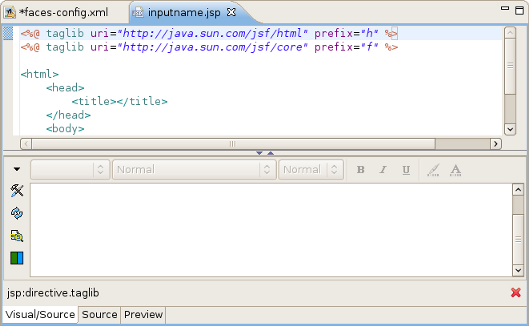 *faces-config.xml inputname.jsp
<%@ taglib uri="http://java.sun.com/jsf/html" prefix="h" %>
<%@ taglib uri="http://java.sun.com/jsf/core" prefix="f" %>
<html>
<head>
<title></title>
</head>
<body>
Normal Normal B I U A
jsp:directive.taglib
Visual/Source Source Preview